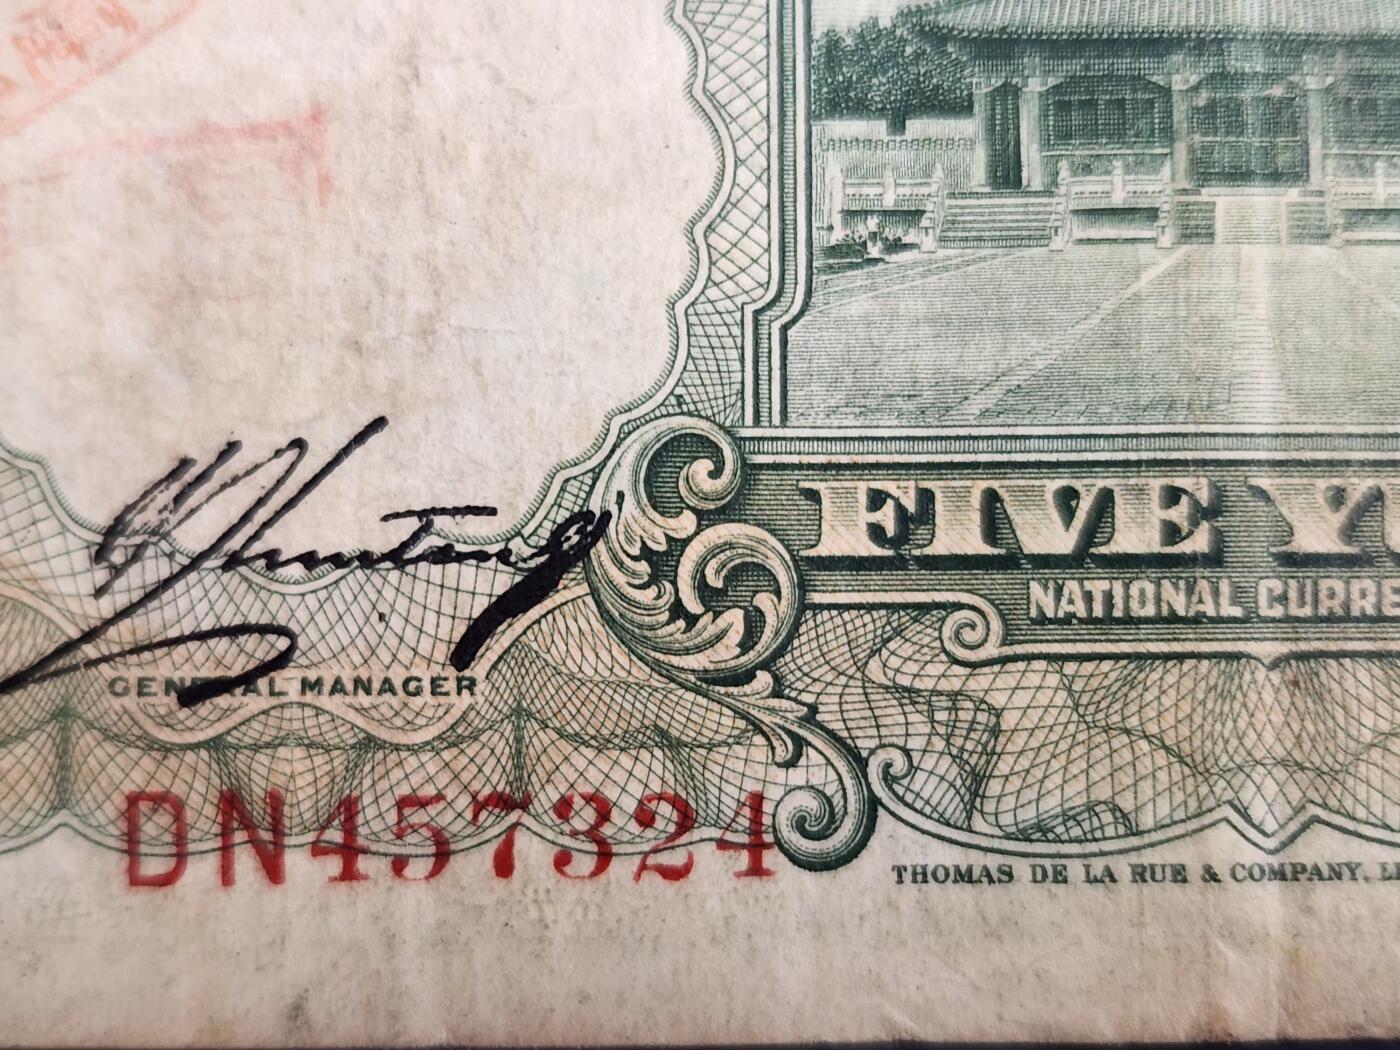 FIVE Y
NATIONAL CURRE
GENERAL MANAGER
DN457324
THOMAS DE LA RUE & COMPANY, L